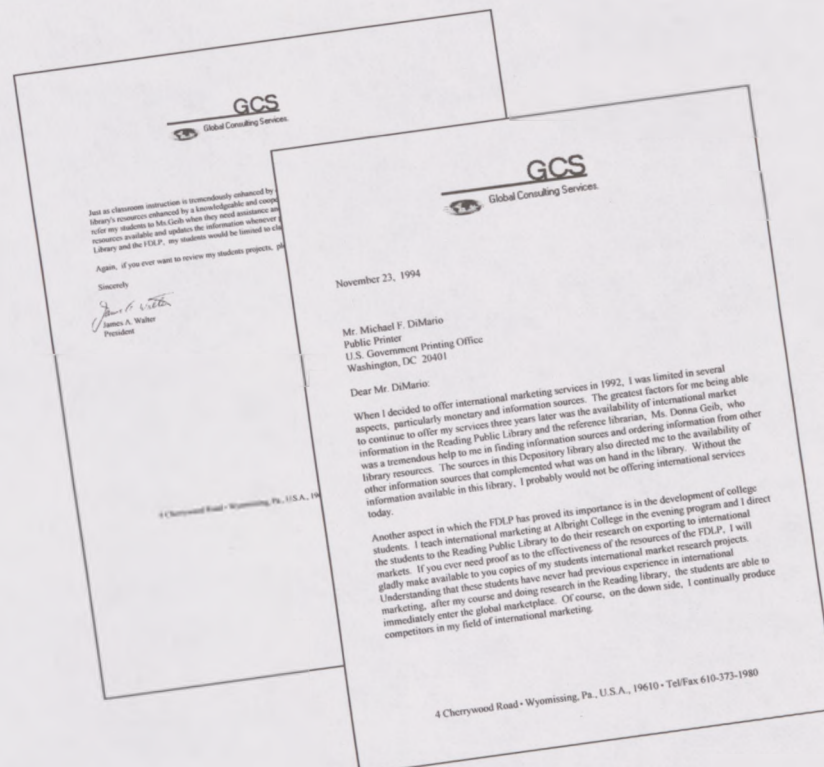 GCS
Global Consulting Services.
November 23, 1994
Mr. Michael F. DiMario
Public Printer
U.S. Government Printing Office
Washington, DC 20401
Dear Mr. DiMario:
When I decided to offer international marketing services in 1992, I was limited in several
aspects, particularly monetary and information sources. The greatest factors for me being able
to continue to offer my services three years later was the availability of international market
information in the Reading Public Library and the reference librarian, Ms. Donna Geib, who
was a tremendous help to me in finding information sources and ordering information from other
library resources. The sources in this Depository library also directed me to the availability of
other information sources that complemented what was on hand in the library. Without the
information available in this library, I probably would not be offering international services
today.
Another aspect in which the FDLP has proved its importance is in the development of college
students. I teach international marketing at Albright College in the evening program and I direct
the students to the Reading Public Library to do their research on exporting to international
markets. If you ever need proof as to the effectiveness of the resources of the FDLP, I will
gladly make available to you copies of my students international market research projects.
Understanding that these students have never had previous experience in international
marketing, after my course and doing research in the Reading library, the students are able to
immediately enter the global marketplace. Of course, on the down side, I continually produce
competitors in my field of international marketing.
4 Cherrywood Road • Wyomissing, Pa., U.S.A., 19610 • Tel/Fax 610-373-1980
GCS
Global Consulting Services.
Just as classroom instruction is tremendously enhanced by
library's resources enhanced by a knowledgeable and coope
refer my students to Ms.Geib when they need assistance an
resources available and updates the information whenever
Library and the FDLP, my students would be limited to cla
Again, if you ever want to review my students projects, pl
Sincerely
James A. Walter
President
4 Cherrywood Road • Wyomissing, Pa., U.S.A., 19